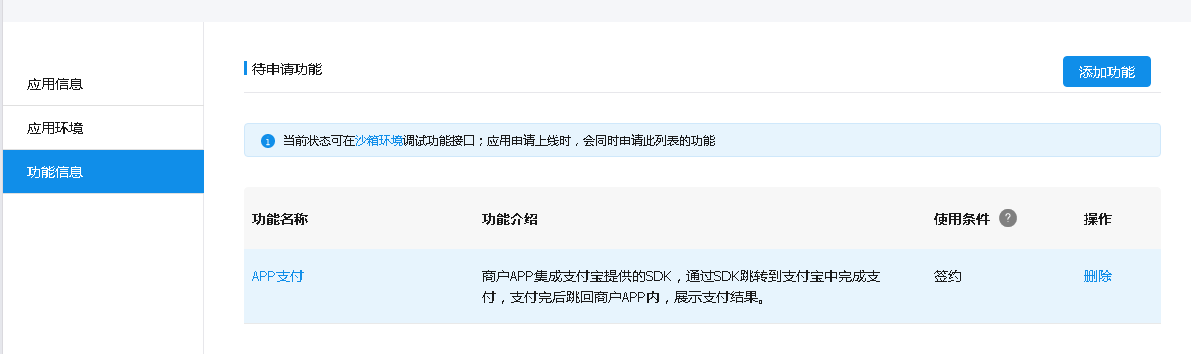 应用信息
应用环境
功能信息
待申请功能
添加功能
当前状态可在沙箱环境调试功能接口；应用申请上线时，会同时申请此列表的功能
功能名称 功能介绍 使用条件 ? 操作
APP支付 商户APP集成支付宝提供的SDK，通过SDK跳转到支付宝中完成支 签约 删除
付，支付完后跳回商户APP内，展示支付结果。